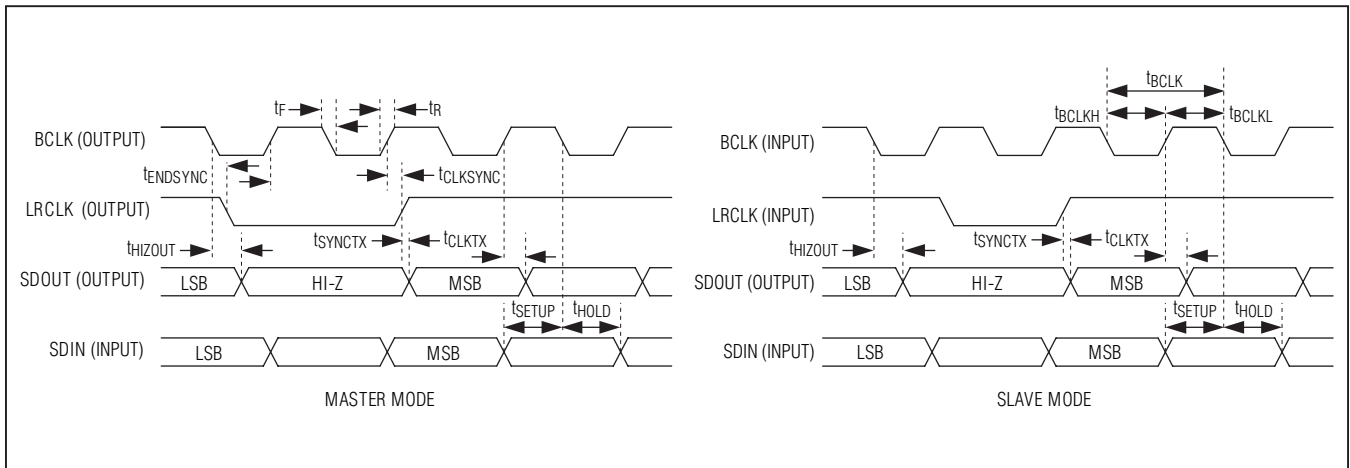 tF
tR
BCLK (OUTPUT)
tENDSYNC
tCLKSYNC
LRCLK (OUTPUT)
tHIZOUT
tSYNCTX
tCLKTX
SDOUT (OUTPUT)
LSB
HI-Z
MSB
tSETUP
tHOLD
SDIN (INPUT)
LSB
MSB
MASTER MODE
tBCLK
tBCLKH
tBCLKL
BCLK (INPUT)
LRCLK (INPUT)
tHIZOUT
tSYNCTX
tCLKTX
SDOUT (OUTPUT)
LSB
HI-Z
MSB
tSETUP
tHOLD
SDIN (INPUT)
LSB
MSB
SLAVE MODE